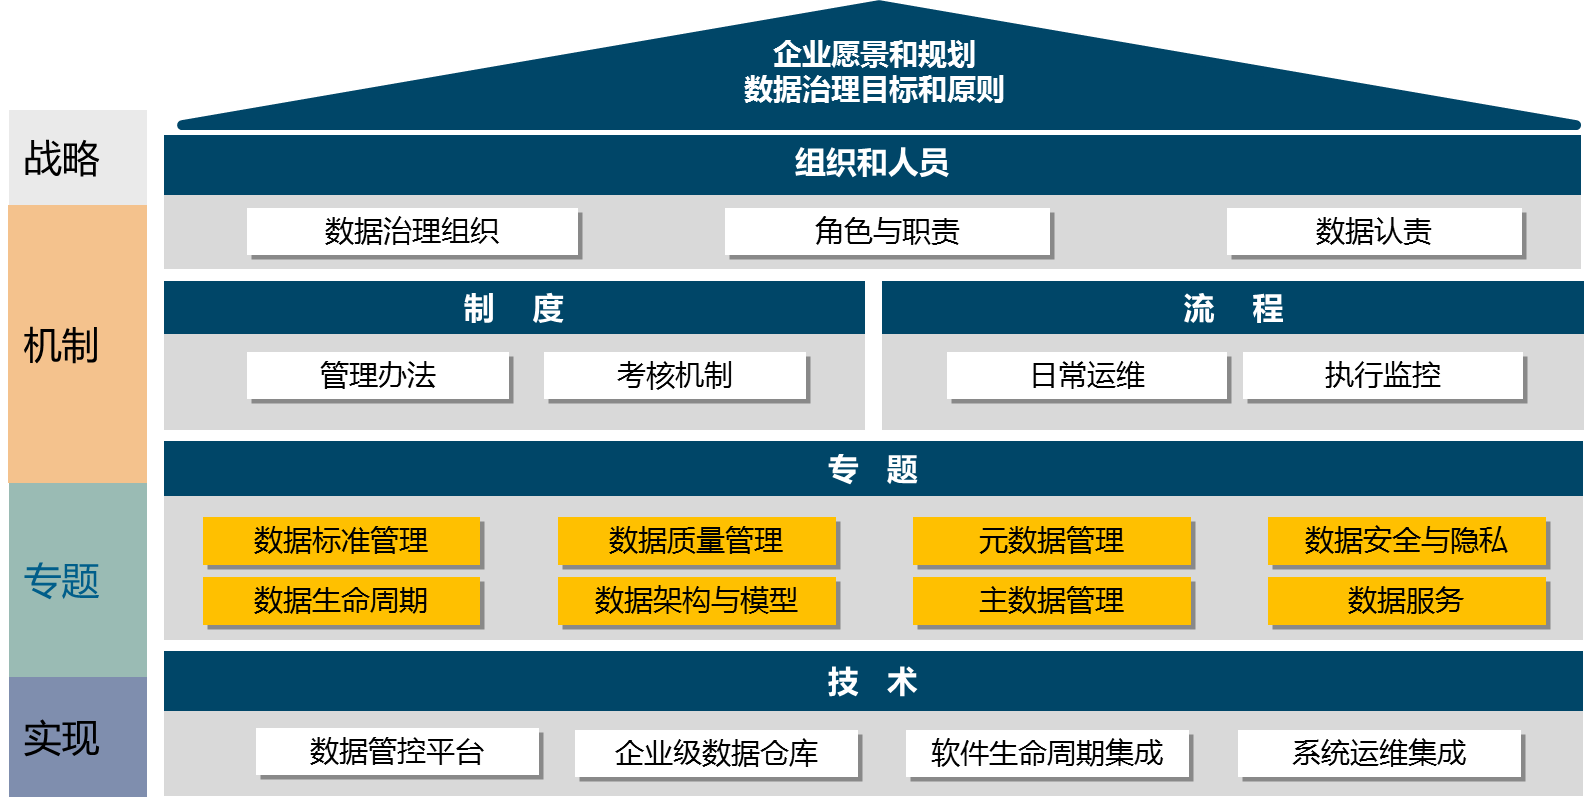 企业愿景和规划
数据治理目标和原则
战略
组织和人员
数据治理组织
角色与职责
数据认责
机制
制 度
流 程
管理办法
考核机制
日常运维
执行监控
专题
专 题
数据标准管理
数据质量管理
元数据管理
数据安全与隐私
数据生命周期
数据架构与模型
主数据管理
数据服务
实现
技 术
数据管控平台
企业级数据仓库
软件生命周期集成
系统运维集成